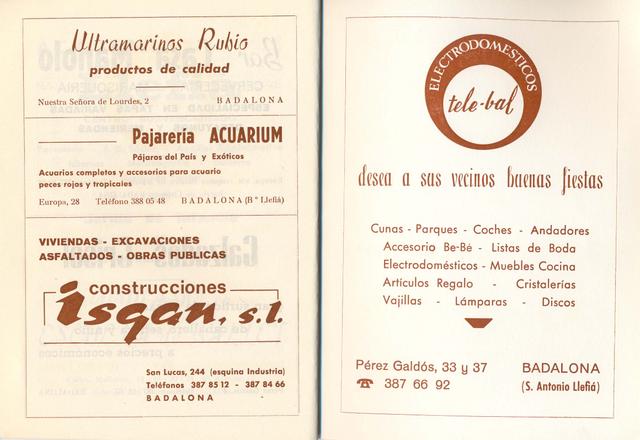 Ultramarinos Rubio
productos de calidad
Nuestra Señora de Lourdes, 2 BADALONA
Pajarería ACUARIUM
Pájaros del País y Exóticos
Acuarios completos y accesorios para acuario
peces rojos y tropicales
Europa, 28 Teléfono 388 05 48 BADALONA (Bº Llefiá)
VIVIENDAS - EXCAVACIONES
ASFALTADOS - OBRAS PUBLICAS
construcciones
isgan, s.l.
San Lucas, 244 (esquina Industria)
Teléfonos 387 85 12 - 387 84 66
BADALONA
ELECTRODOMESTICOS
tele-bal
desea a sus vecinos buenas fiestas
Cunas - Parques - Coches - Andadores
Accesorio Be-Bé - Listas de Boda
Electrodomésticos - Muebles Cocina
Artículos Regalo - Cristalerías
Vajillas - Lámparas - Discos
Pérez Galdós, 33 y 37 BADALONA
☎ 387 66 92 (S. Antonio Llefiá)